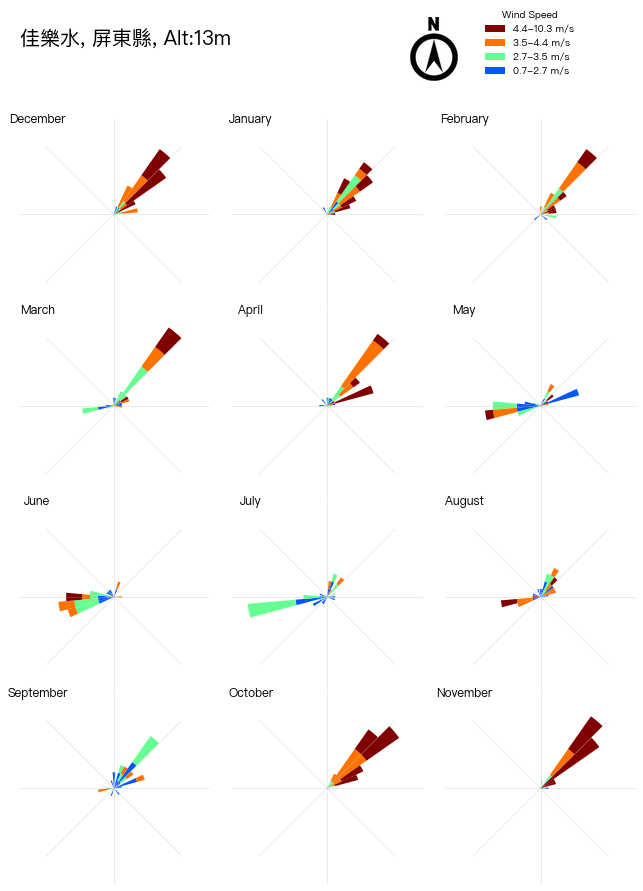 佳樂水, 屏東縣, Alt:13m
N
Wind Speed
4.4–10.3 m/s
3.5–4.4 m/s
2.7–3.5 m/s
0.7–2.7 m/s
December
January
February
March
April
May
June
July
August
September
October
November